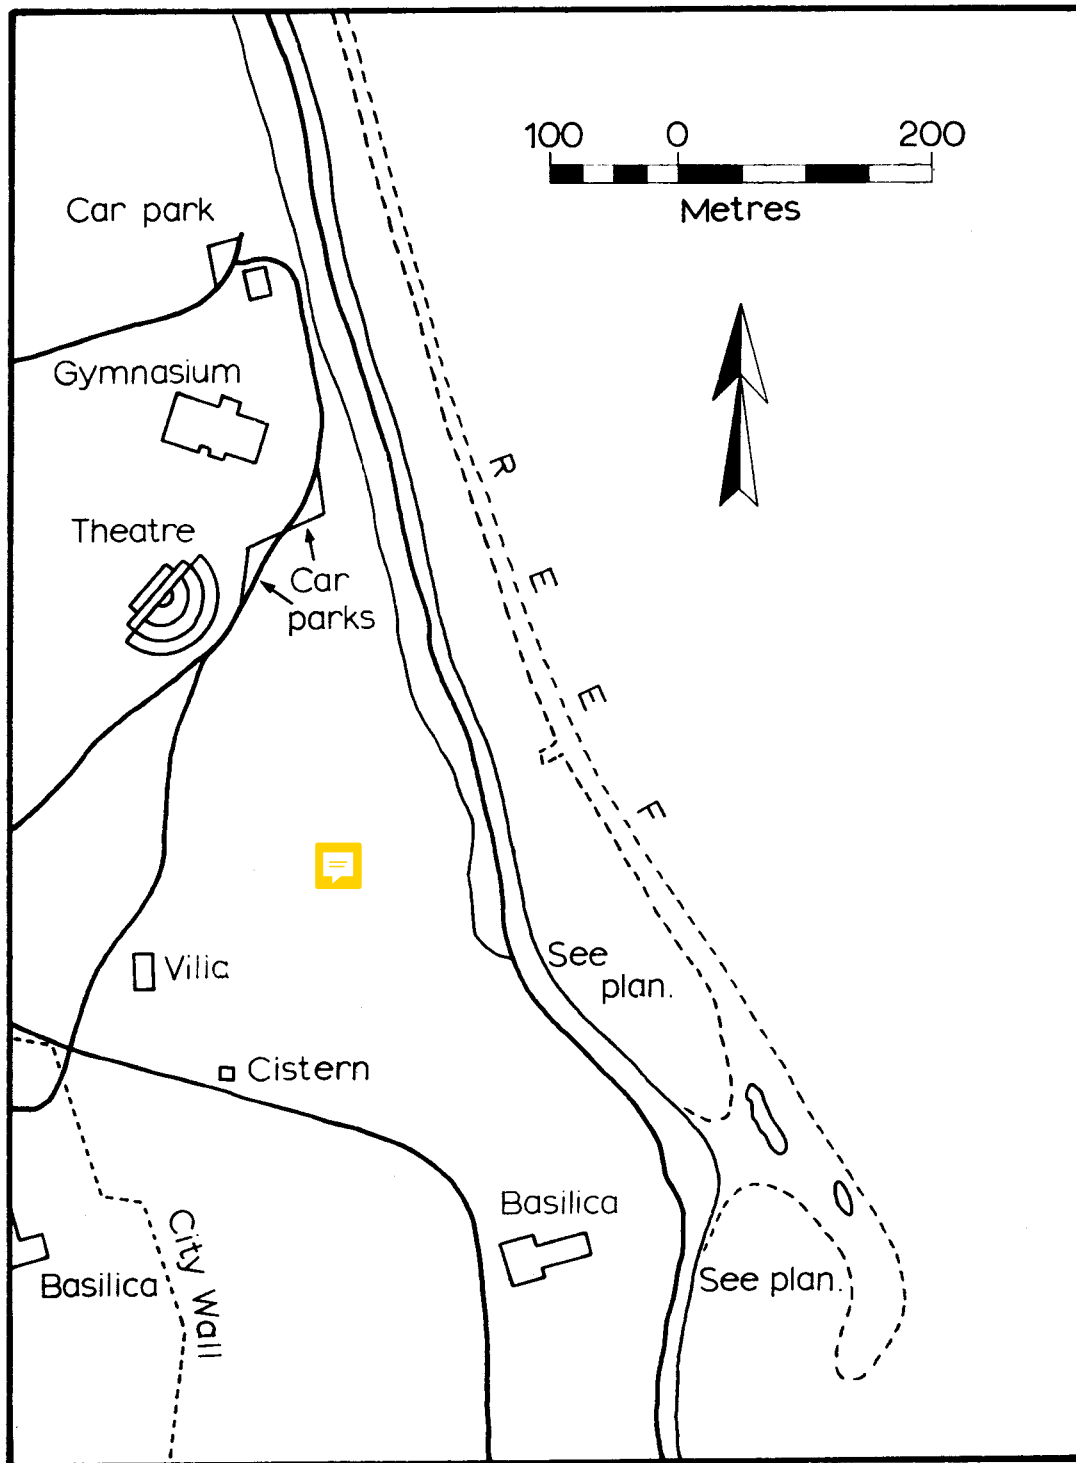 100 0 200
Metres
Car park
Gymnasium
Theatre
Car
parks
R E E F
See
plan.
Villa
Cistern
Basilica
City Wall
Basilica
See plan.